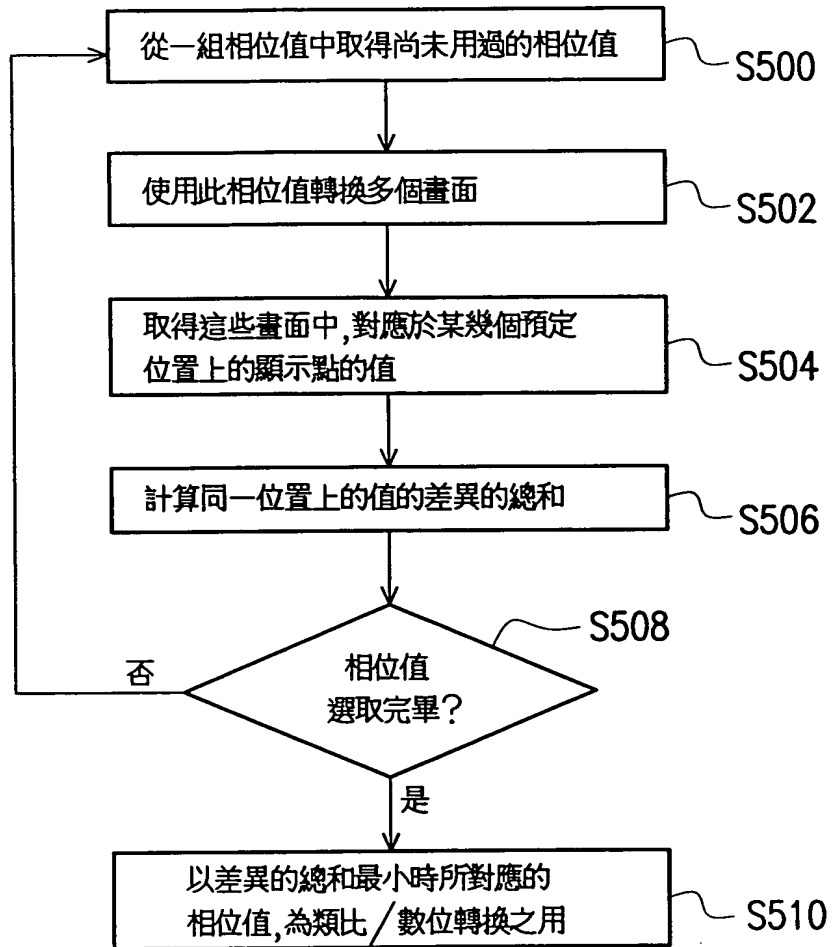 從一組相位值中取得尚未用過的相位值
S500
使用此相位值轉換多個畫面
S502
取得這些畫面中,對應於某幾個預定
位置上的顯示點的值
S504
計算同一位置上的值的差異的總和
S506
S508
相位值
選取完畢?
否
是
以差異的總和最小時所對應的
相位值,為類比/數位轉換之用
S510